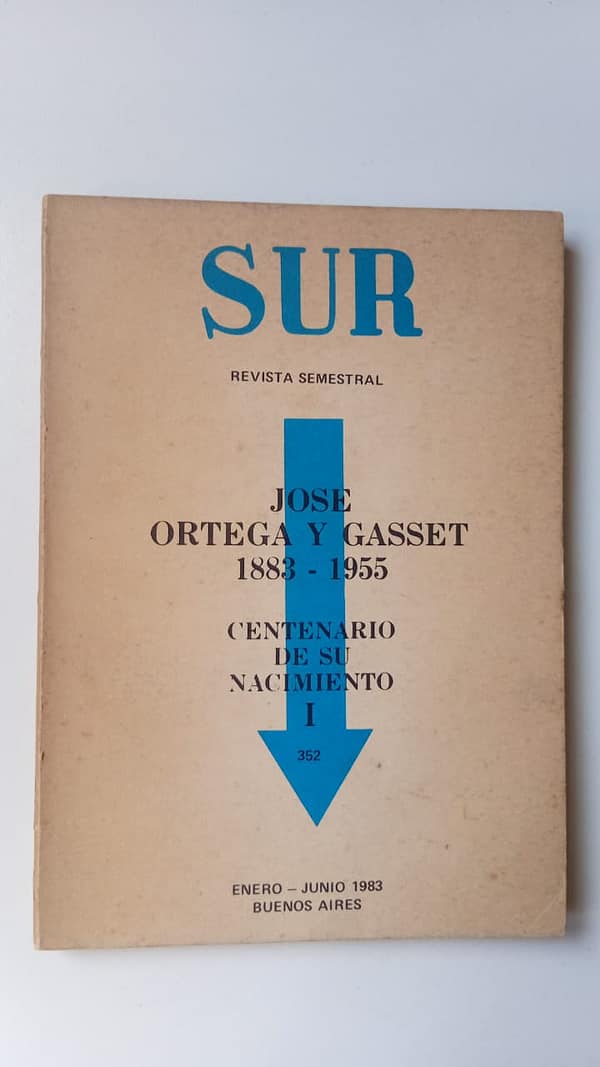 SUR
REVISTA SEMESTRAL
JOSE
ORTEGA Y GASSET
1883 - 1955
CENTENARIO
DE SU
NACIMIENTO
I
352
ENERO – JUNIO 1983
BUENOS AIRES